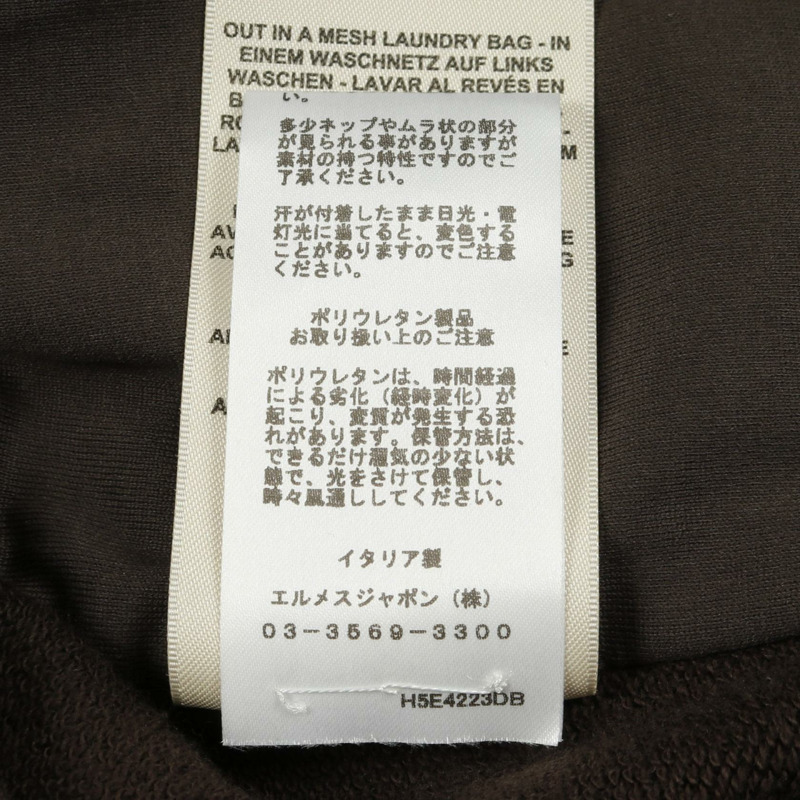 OUT IN A MESH LAUNDRY BAG - IN
EINEM WASCHNETZ AUF LINKS
WASCHEN - LAVAR AL REVÉS EN
い。
多少ネップやムラ状の部分
が見られる事がありますが
素材の持つ特性ですのでご
了承ください。
汗が付着したまま日光・電
灯光に当てると、変色する
ことがありますのでご注意
ください。
ポリウレタン製品
お取り扱い上のご注意
ポリウレタンは、時間経過
による劣化（経時変化）が
起こり、変質が発生する恐
れがあります。保管方法は、
できるだけ湿気の少ない状
態で、光をさけて保管し、
時々風通ししてください。
イタリア製
エルメスジャポン（株）
03-3569-3300
H5E4223DB